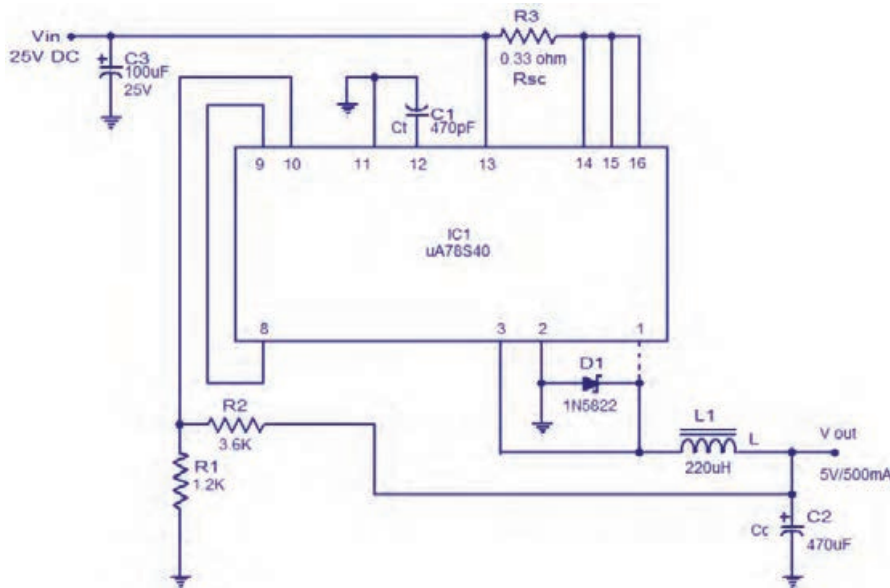 Vin
25V DC
C3
100uF
25V
R3
0.33 ohm
Rsc
Ct
C1
470pF
9
10
11
12
13
14
15
16
IC1
uA78S40
8
3
2
1
D1
1N5822
R2
3.6K
R1
1.2K
L1
L
220uH
V out
5V/500mA
Cc
C2
470uF